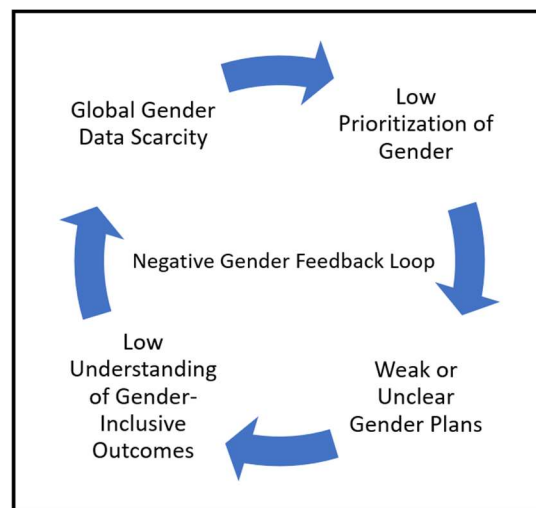 Global Gender
Data Scarcity
Low
Prioritization of
Gender
Negative Gender Feedback Loop
Low
Understanding
of Gender-
Inclusive
Outcomes
Weak or
Unclear
Gender Plans